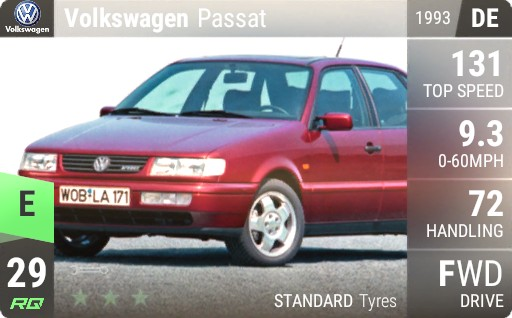 Volkswagen
Volkswagen Passat
1993
DE
131
TOP SPEED
9.3
0-60MPH
72
HANDLING
FWD
DRIVE
E
29
RQ
WOB LA 171
STANDARD Tyres